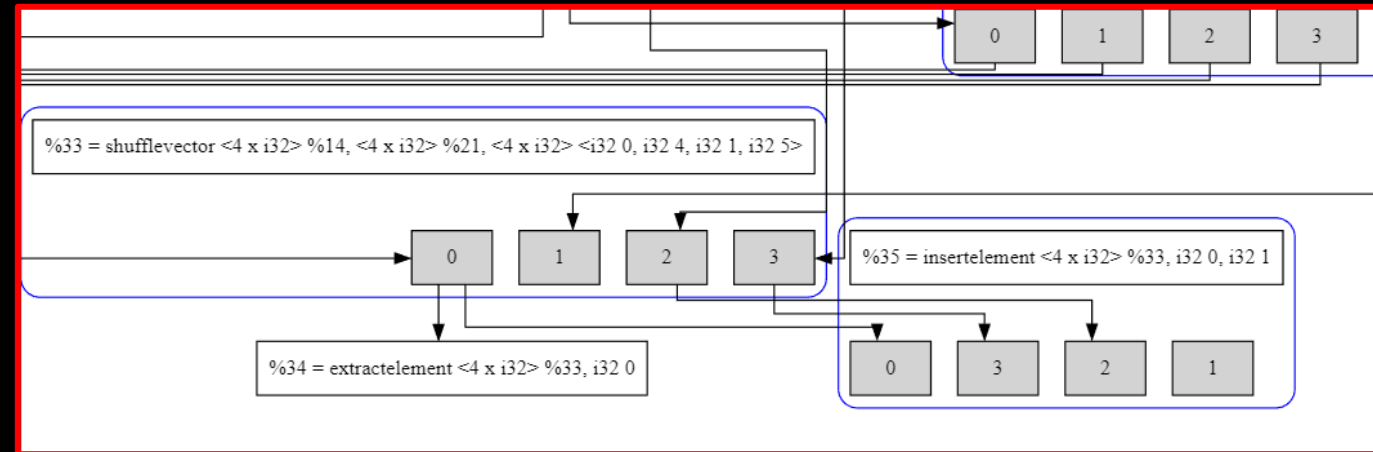 0 1 2 3
%33 = shufflevector <4 x i32> %14, <4 x i32> %21, <4 x i32> <i32 0, i32 4, i32 1, i32 5>
0 1 2 3
%35 = insertelement <4 x i32> %33, i32 0, i32 1
%34 = extractelement <4 x i32> %33, i32 0
0 3 2 1